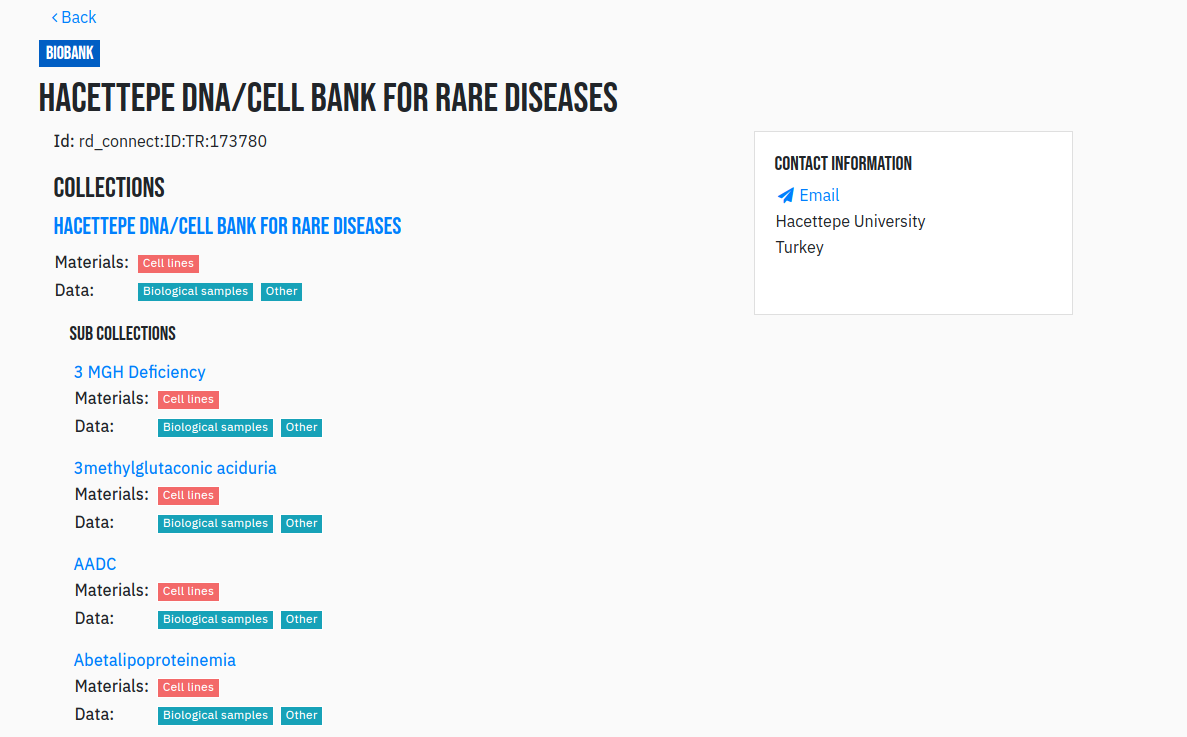 Back
BIOBANK
HACETTEPE DNA/CELL BANK FOR RARE DISEASES
Id: rd_connect:ID:TR:173780
COLLECTIONS
HACETTEPE DNA/CELL BANK FOR RARE DISEASES
Materials: Cell lines
Data: Biological samples Other
SUB COLLECTIONS
3 MGH Deficiency
Materials: Cell lines
Data: Biological samples Other
3methylglutaconic aciduria
Materials: Cell lines
Data: Biological samples Other
AADC
Materials: Cell lines
Data: Biological samples Other
Abetalipoproteinemia
Materials: Cell lines
Data: Biological samples Other
CONTACT INFORMATION
Email
Hacettepe University
Turkey